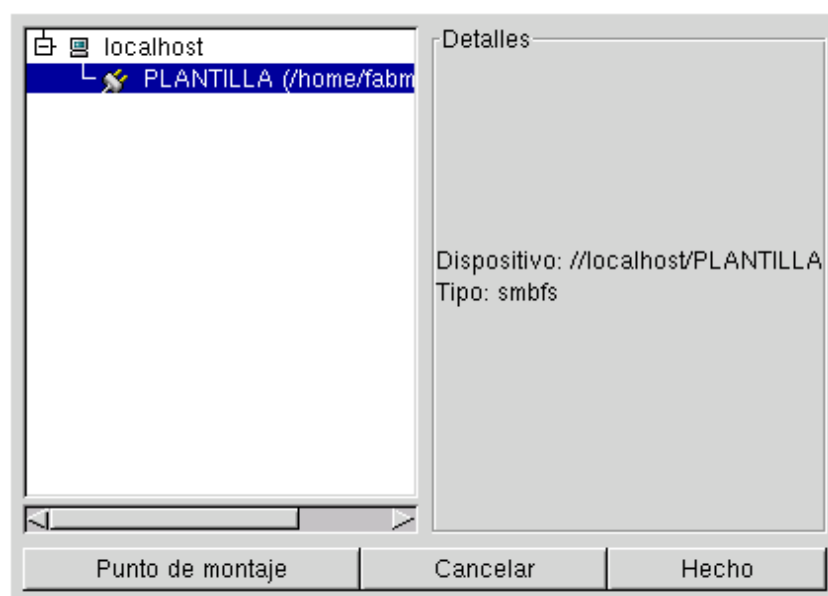 localhost
PLANTILLA (/home/fabm
Detalles
Dispositivo: //localhost/PLANTILLA
Tipo: smbfs
Punto de montaje
Cancelar
Hecho